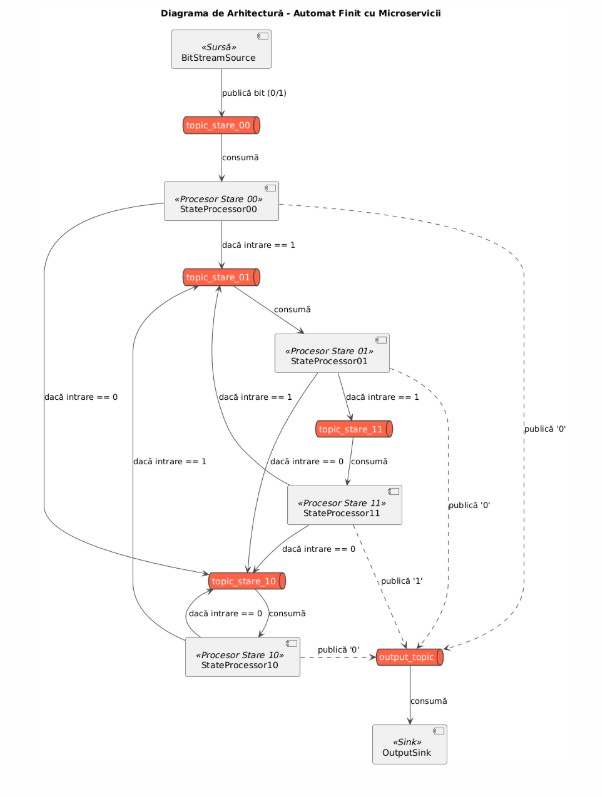 Diagrama de Arhitectură - Automat Finit cu Microservicii
«Sursă»
BitStreamSource
publică bit (0/1)
topic_stare_00
consumă
«Procesor Stare 00»
StateProcessor00
dacă intrare == 1
topic_stare_01
consumă
«Procesor Stare 01»
StateProcessor01
dacă intrare == 0
dacă intrare == 1
dacă intrare == 1
topic_stare_11
publică '0'
dacă intrare == 1
dacă intrare == 0
consumă
«Procesor Stare 11»
StateProcessor11
publică '0'
dacă intrare == 0
topic_stare_10
publică '1'
dacă intrare == 0
consumă
«Procesor Stare 10»
StateProcessor10
publică '0'
output_topic
consumă
«Sink»
OutputSink